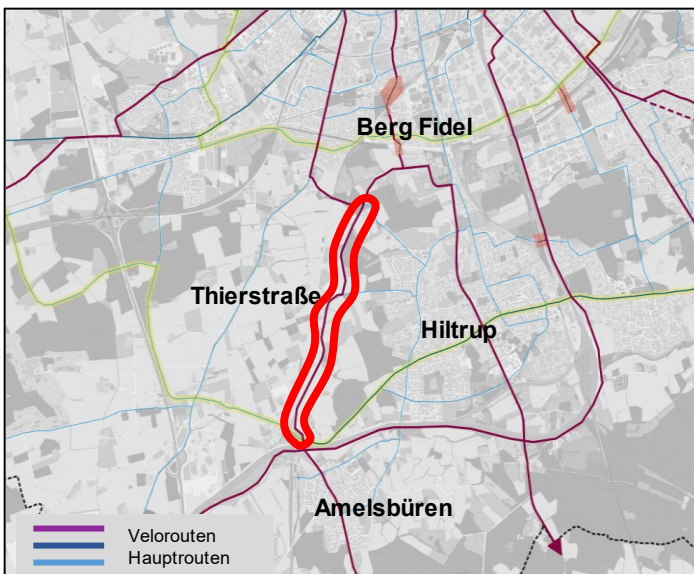 Berg Fidel
Thierstraße
Hiltrup
Amelsbüren
Velorouten
Hauptrouten